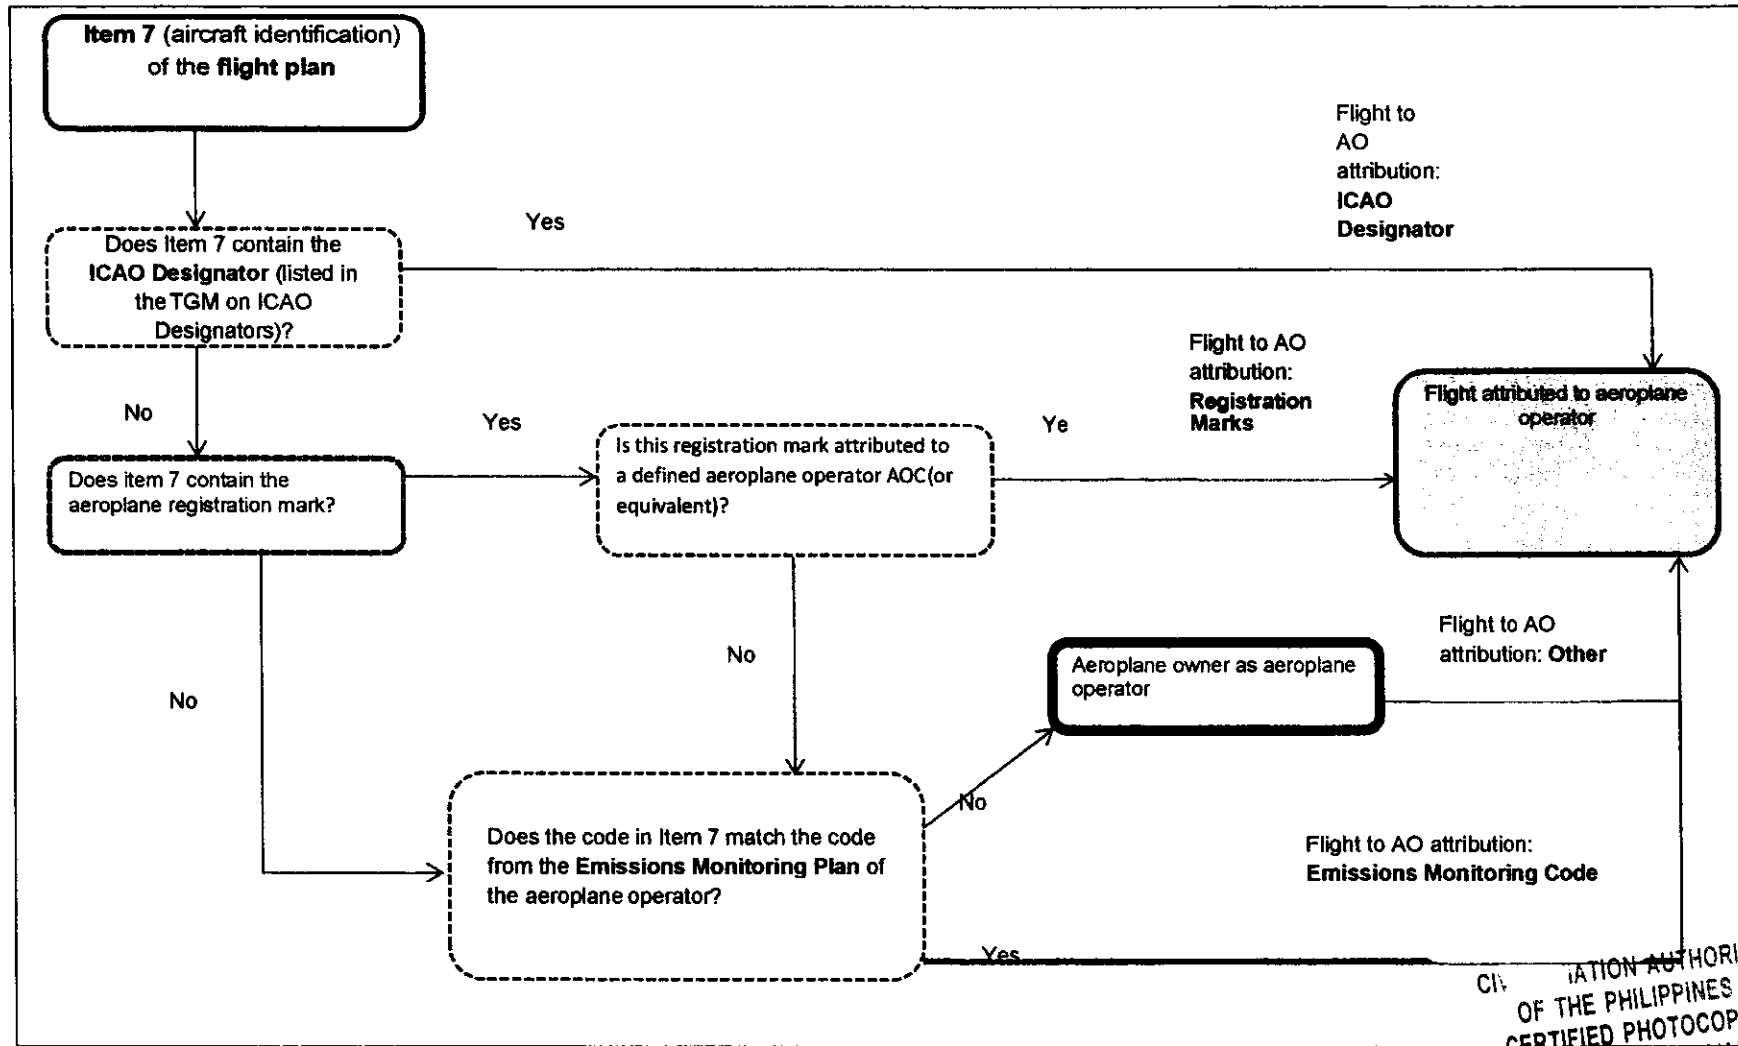 Item 7 (aircraft identification)
of the flight plan
Flight to
AO
attribution:
ICAO
Designator
Yes
Does Item 7 contain the
ICAO Designator (listed in
the TGM on ICAO
Designators)?
No
Flight to AO
attribution:
Registration
Marks
Flight attributed to aeroplane
operator
Yes
Ye
Is this registration mark attributed to
a defined aeroplane operator AOC(or
equivalent)?
Does item 7 contain the
aeroplane registration mark?
No
No
Aeroplane owner as aeroplane
operator
Flight to AO
attribution: Other
No
Does the code in Item 7 match the code
from the Emissions Monitoring Plan of
the aeroplane operator?
Flight to AO attribution:
Emissions Monitoring Code
Yes
OF THE PHILIPPINES
CERTIFIED